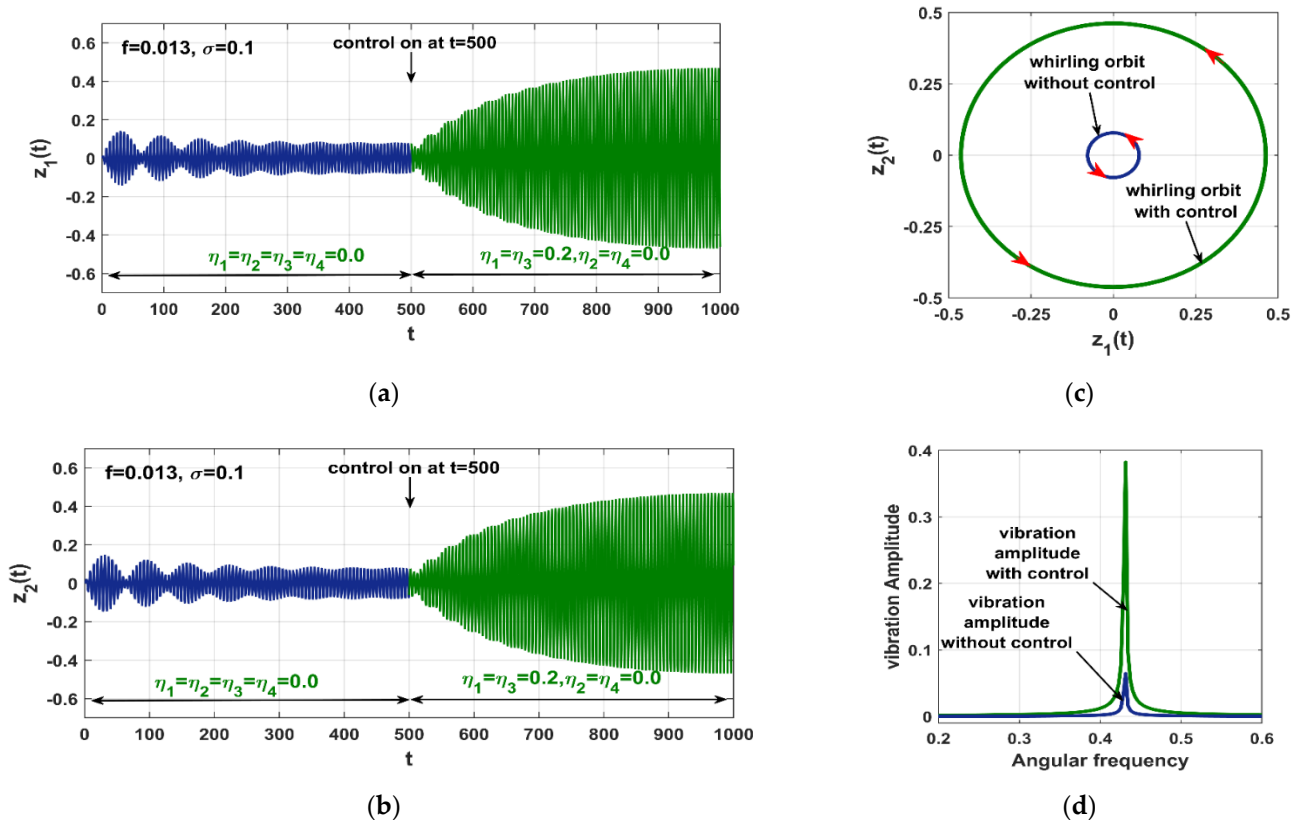 f=0.013, σ=0.1
control on at t=500
z1(t)
0.6
0.4
0.2
0
-0.2
-0.4
-0.6
η1=η2=η3=η4=0.0
η1=η3=0.2,η2=η4=0.0
0 100 200 300 400 500 600 700 800 900 1000
t
(a)
z2(t)
0.5
0.25
0
-0.25
-0.5
whirling orbit
without control
whirling orbit
with control
-0.5 -0.25 0 0.25 0.5
z1(t)
(c)
f=0.013, σ=0.1
control on at t=500
z2(t)
0.6
0.4
0.2
0
-0.2
-0.4
-0.6
η1=η2=η3=η4=0.0
η1=η3=0.2,η2=η4=0.0
0 100 200 300 400 500 600 700 800 900 1000
t
(b)
vibration Amplitude
0.4
0.3
0.2
0.1
0
vibration
amplitude
with control
vibration
amplitude
without control
0.2 0.3 0.4 0.5 0.6
Angular frequency
(d)